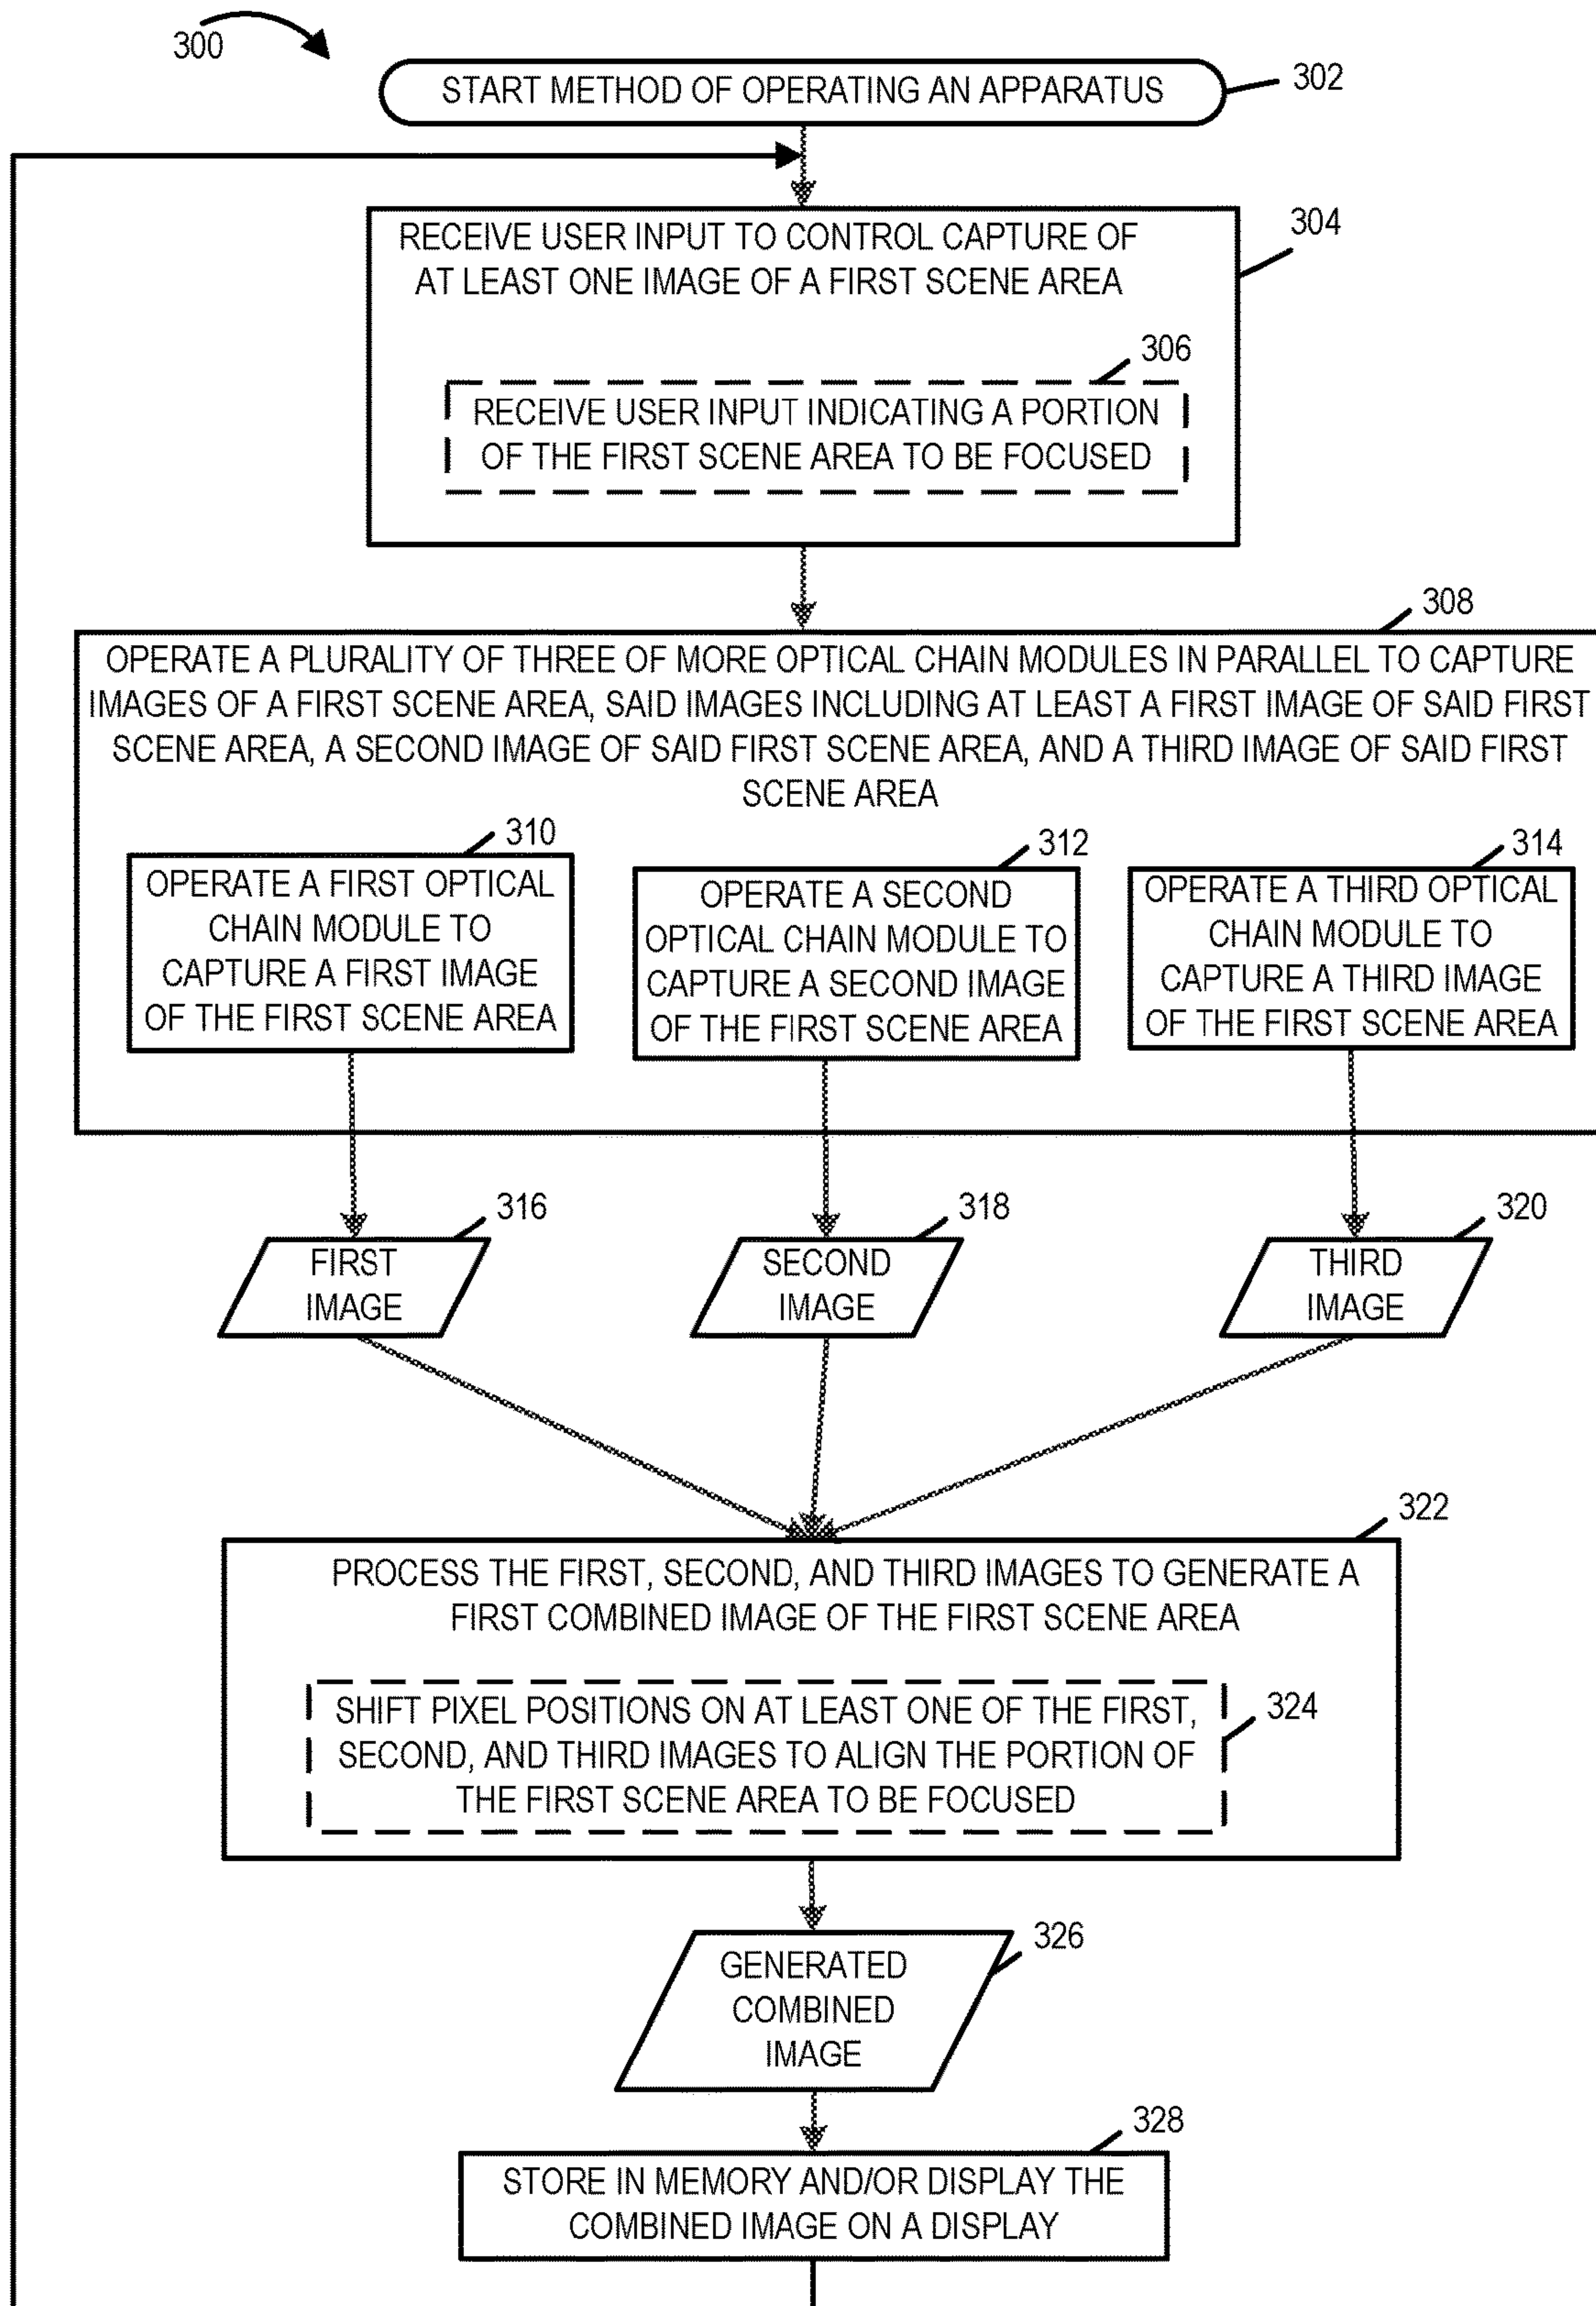 300
START METHOD OF OPERATING AN APPARATUS
302
RECEIVE USER INPUT TO CONTROL CAPTURE OF
AT LEAST ONE IMAGE OF A FIRST SCENE AREA
304
306
RECEIVE USER INPUT INDICATING A PORTION
OF THE FIRST SCENE AREA TO BE FOCUSED
308
OPERATE A PLURALITY OF THREE OF MORE OPTICAL CHAIN MODULES IN PARALLEL TO CAPTURE
IMAGES OF A FIRST SCENE AREA, SAID IMAGES INCLUDING AT LEAST A FIRST IMAGE OF SAID FIRST
SCENE AREA, A SECOND IMAGE OF SAID FIRST SCENE AREA, AND A THIRD IMAGE OF SAID FIRST
SCENE AREA
310
OPERATE A FIRST OPTICAL
CHAIN MODULE TO
CAPTURE A FIRST IMAGE
OF THE FIRST SCENE AREA
312
OPERATE A SECOND
OPTICAL CHAIN MODULE TO
CAPTURE A SECOND IMAGE
OF THE FIRST SCENE AREA
314
OPERATE A THIRD OPTICAL
CHAIN MODULE TO
CAPTURE A THIRD IMAGE
OF THE FIRST SCENE AREA
316
FIRST
IMAGE
318
SECOND
IMAGE
320
THIRD
IMAGE
322
PROCESS THE FIRST, SECOND, AND THIRD IMAGES TO GENERATE A
FIRST COMBINED IMAGE OF THE FIRST SCENE AREA
SHIFT PIXEL POSITIONS ON AT LEAST ONE OF THE FIRST,
SECOND, AND THIRD IMAGES TO ALIGN THE PORTION OF
THE FIRST SCENE AREA TO BE FOCUSED
324
GENERATED
COMBINED
IMAGE
326
328
STORE IN MEMORY AND/OR DISPLAY THE
COMBINED IMAGE ON A DISPLAY